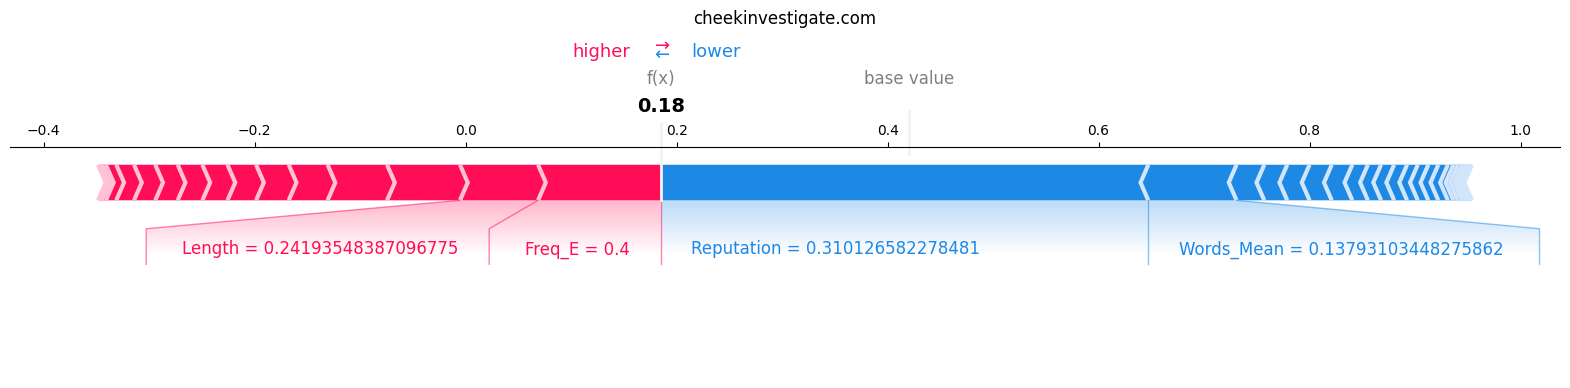 cheekinvestigate.com
higher ⇄ lower
f(x) base value
0.18
−0.4 −0.2 0.0 0.2 0.4 0.6 0.8 1.0
Length = 0.24193548387096775 Freq_E = 0.4 Reputation = 0.310126582278481 Words_Mean = 0.13793103448275862